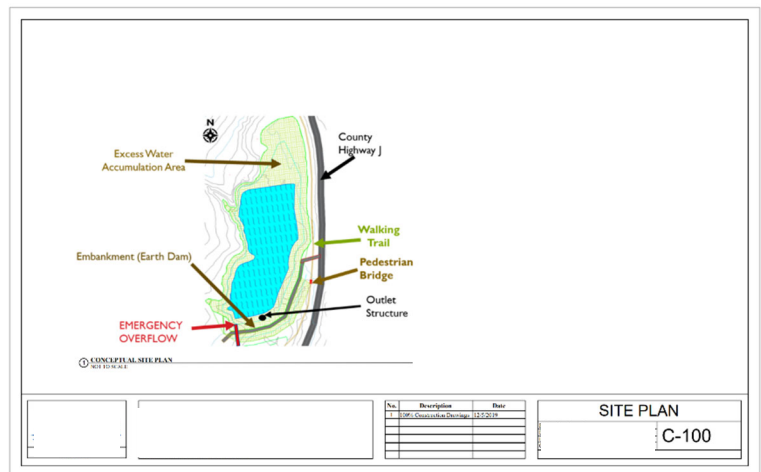 N
County
Highway J
Excess Water
Accumulation Area
Walking
Trail
Embankment (Earth Dam)
Pedestrian
Bridge
Outlet
Structure
EMERGENCY
OVERFLOW
1 CONCEPTUAL SITE PLAN
NOT TO SCALE
No. Description Date
1 100% Construction Drawings 12/5/2019
SITE PLAN
C-100